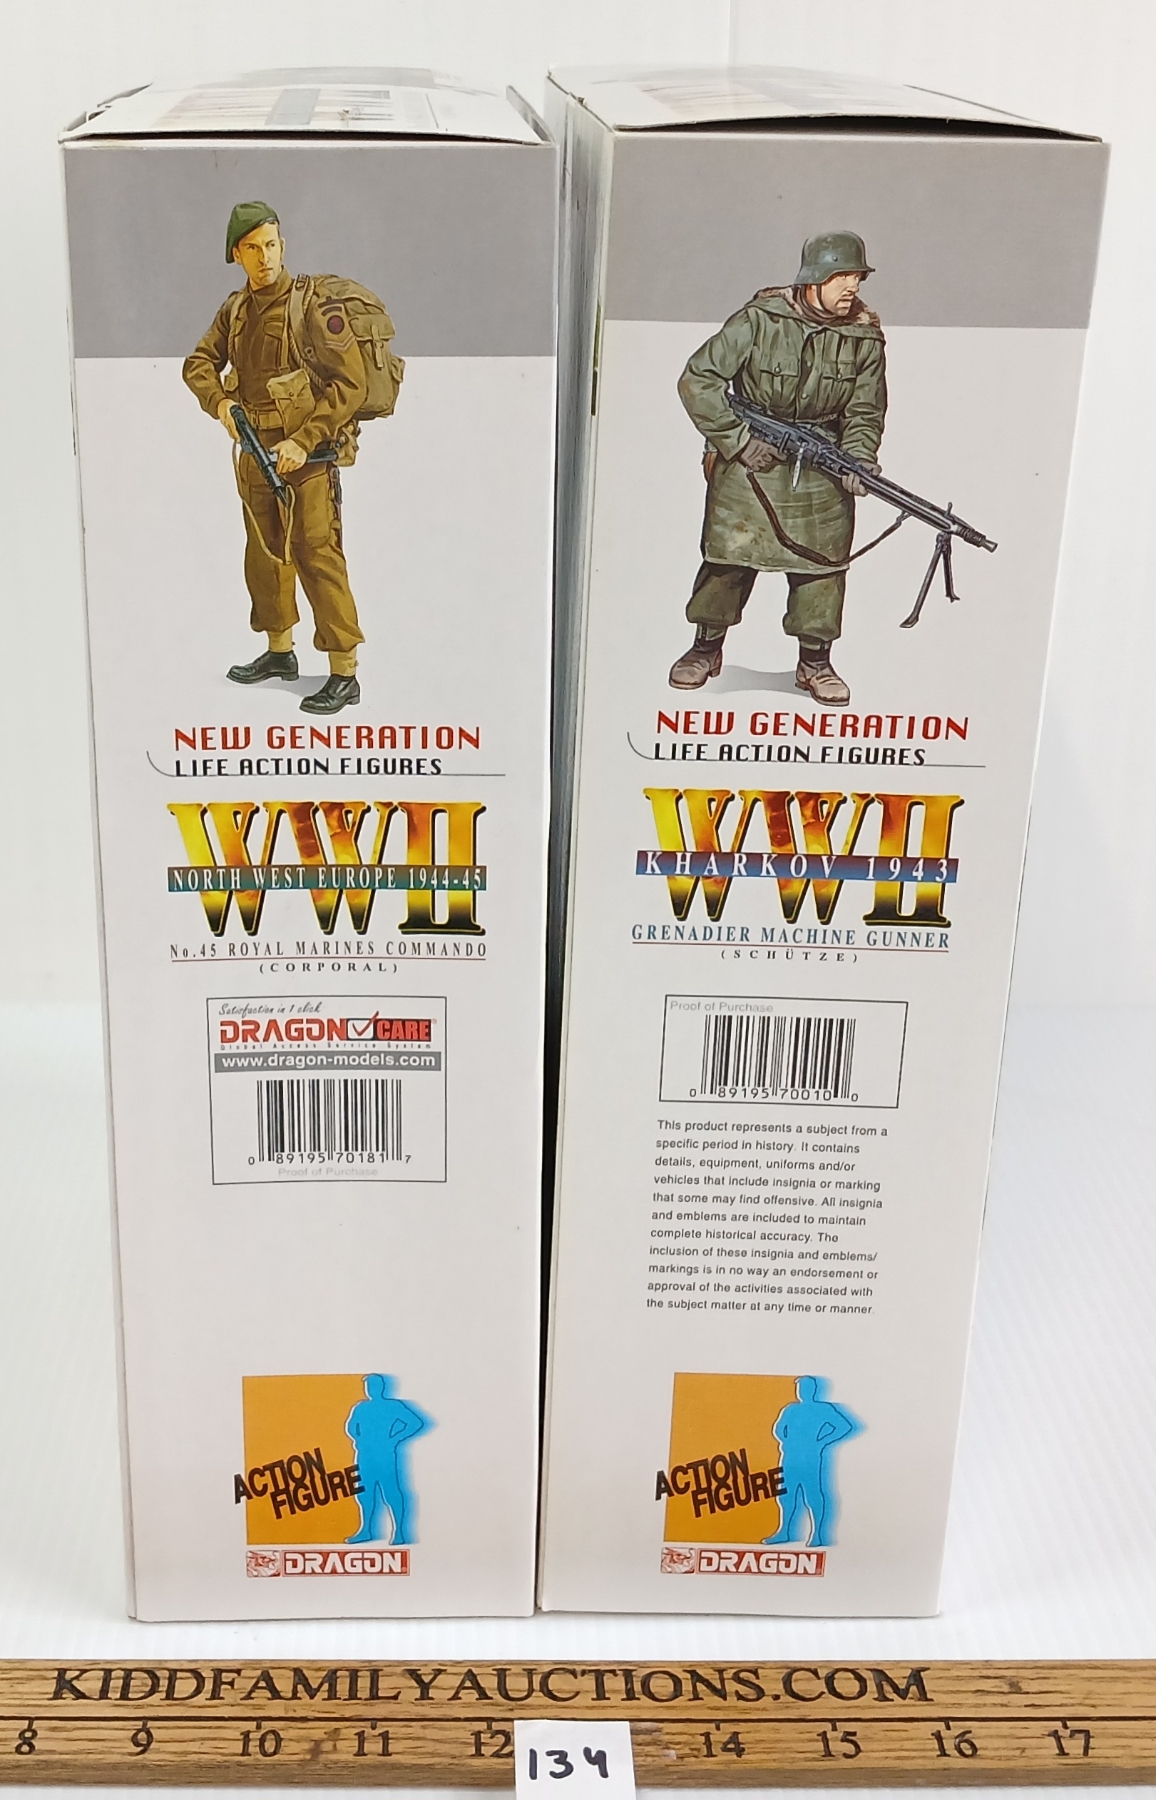 NEW GENERATION
LIFE ACTION FIGURES
WWII
NORTH WEST EUROPE 1944-45
No.45 ROYAL MARINES COMMANDO
(CORPORAL)
Satisfaction in 1 click
DRAGON CARE
Global Access Service System
www.dragon-models.com
0 89195 70181 7
Proof of Purchase
ACTION
FIGURE
DRAGON
NEW GENERATION
LIFE ACTION FIGURES
WWII
KHARKOV 1943
GRENADIER MACHINE GUNNER
(SCHÜTZE)
Proof of Purchase
0 89195 70010 0
This product represents a subject from a
specific period in history. It contains
details, equipment, uniforms and/or
vehicles that include insignia or marking
that some may find offensive. All insignia
and emblems are included to maintain
complete historical accuracy. The
inclusion of these insignia and emblems/
markings is in no way an endorsement or
approval of the activities associated with
the subject matter at any time or manner.
ACTION
FIGURE
DRAGON
KIDDFAMILYAUCTIONS.COM
8 9 10 11 12 14 15 16 17
134